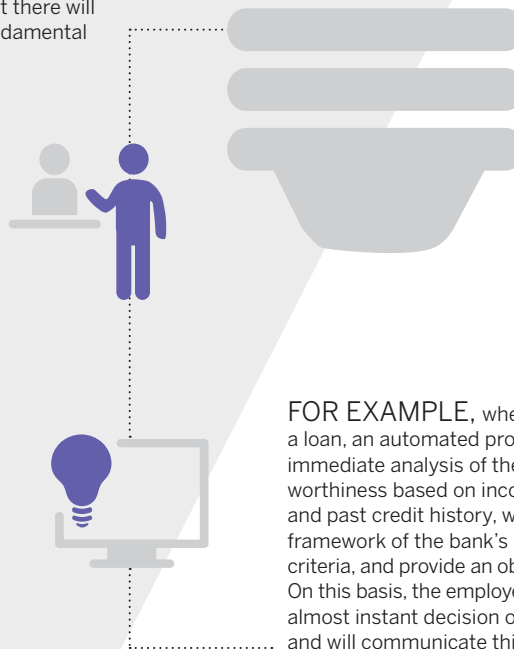 t there will
damental
FOR EXAMPLE, whe
a loan, an automated pro
immediate analysis of the
worthiness based on inco
and past credit history, w
framework of the bank's
criteria, and provide an ob
On this basis, the employe
almost instant decision o
and will communicate thi